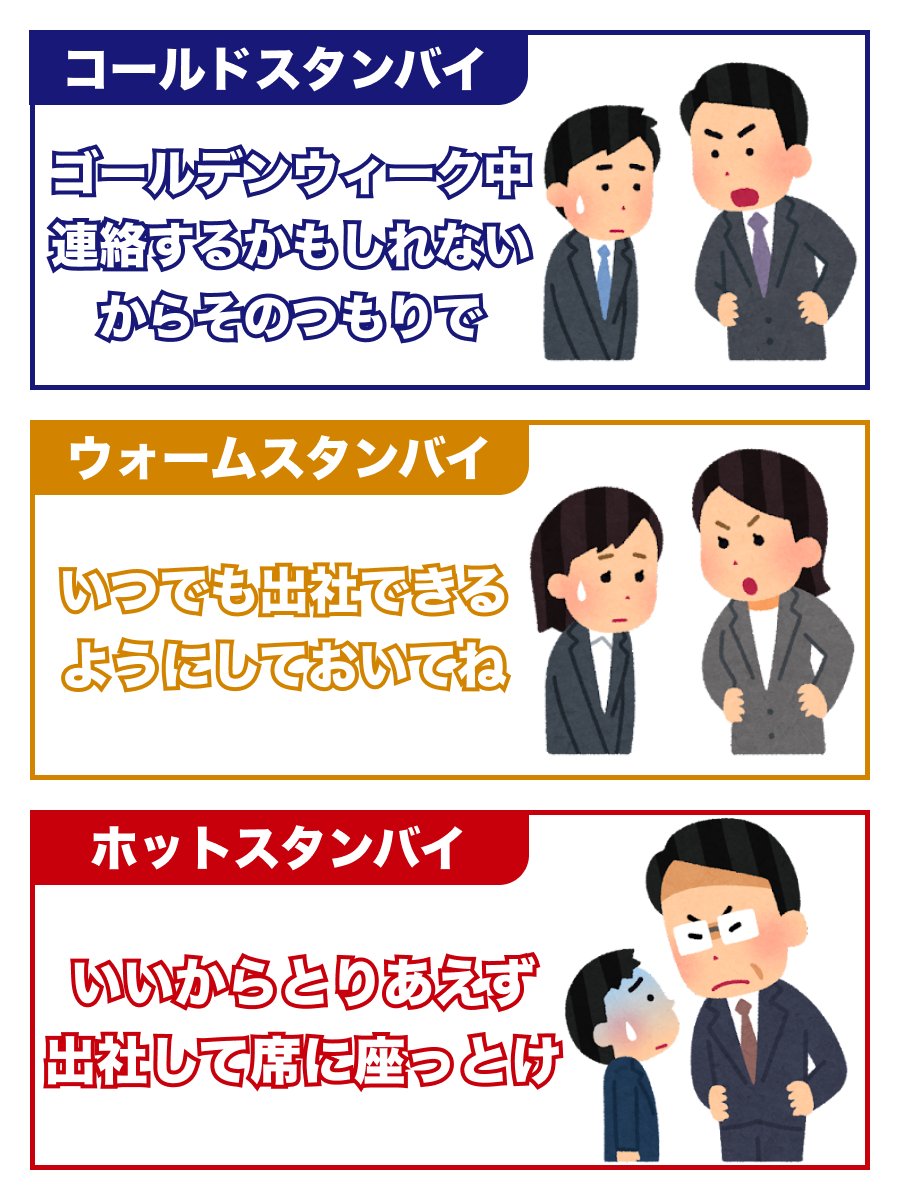 コールドスタンバイ
ゴールデンウィーク中
連絡するかもしれない
からそのつもりで
ウォームスタンバイ
いつでも出社できる
ようにしておいてね
ホットスタンバイ
いいからとりあえず
出社して席に座っとけ